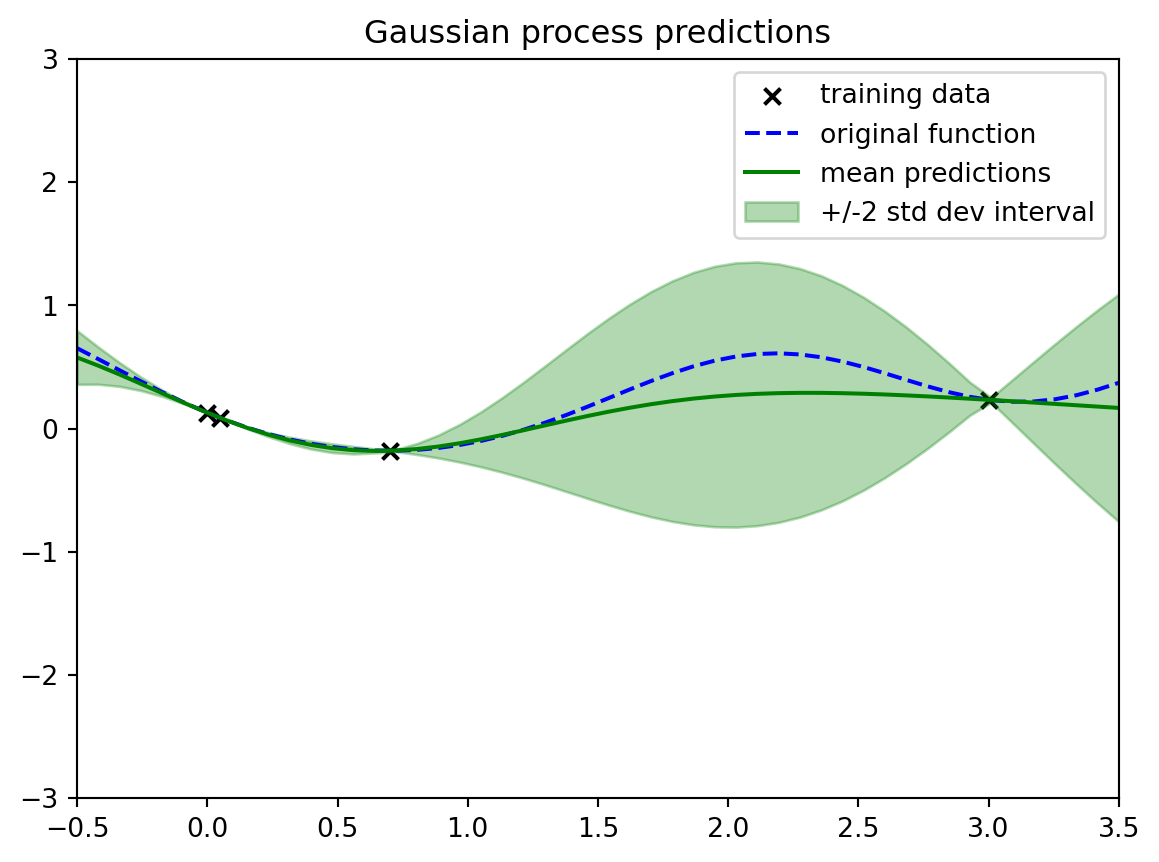 Gaussian process predictions
training data
original function
mean predictions
+/-2 std dev interval
3
2
1
0
−1
−2
−3
−0.5 0.0 0.5 1.0 1.5 2.0 2.5 3.0 3.5